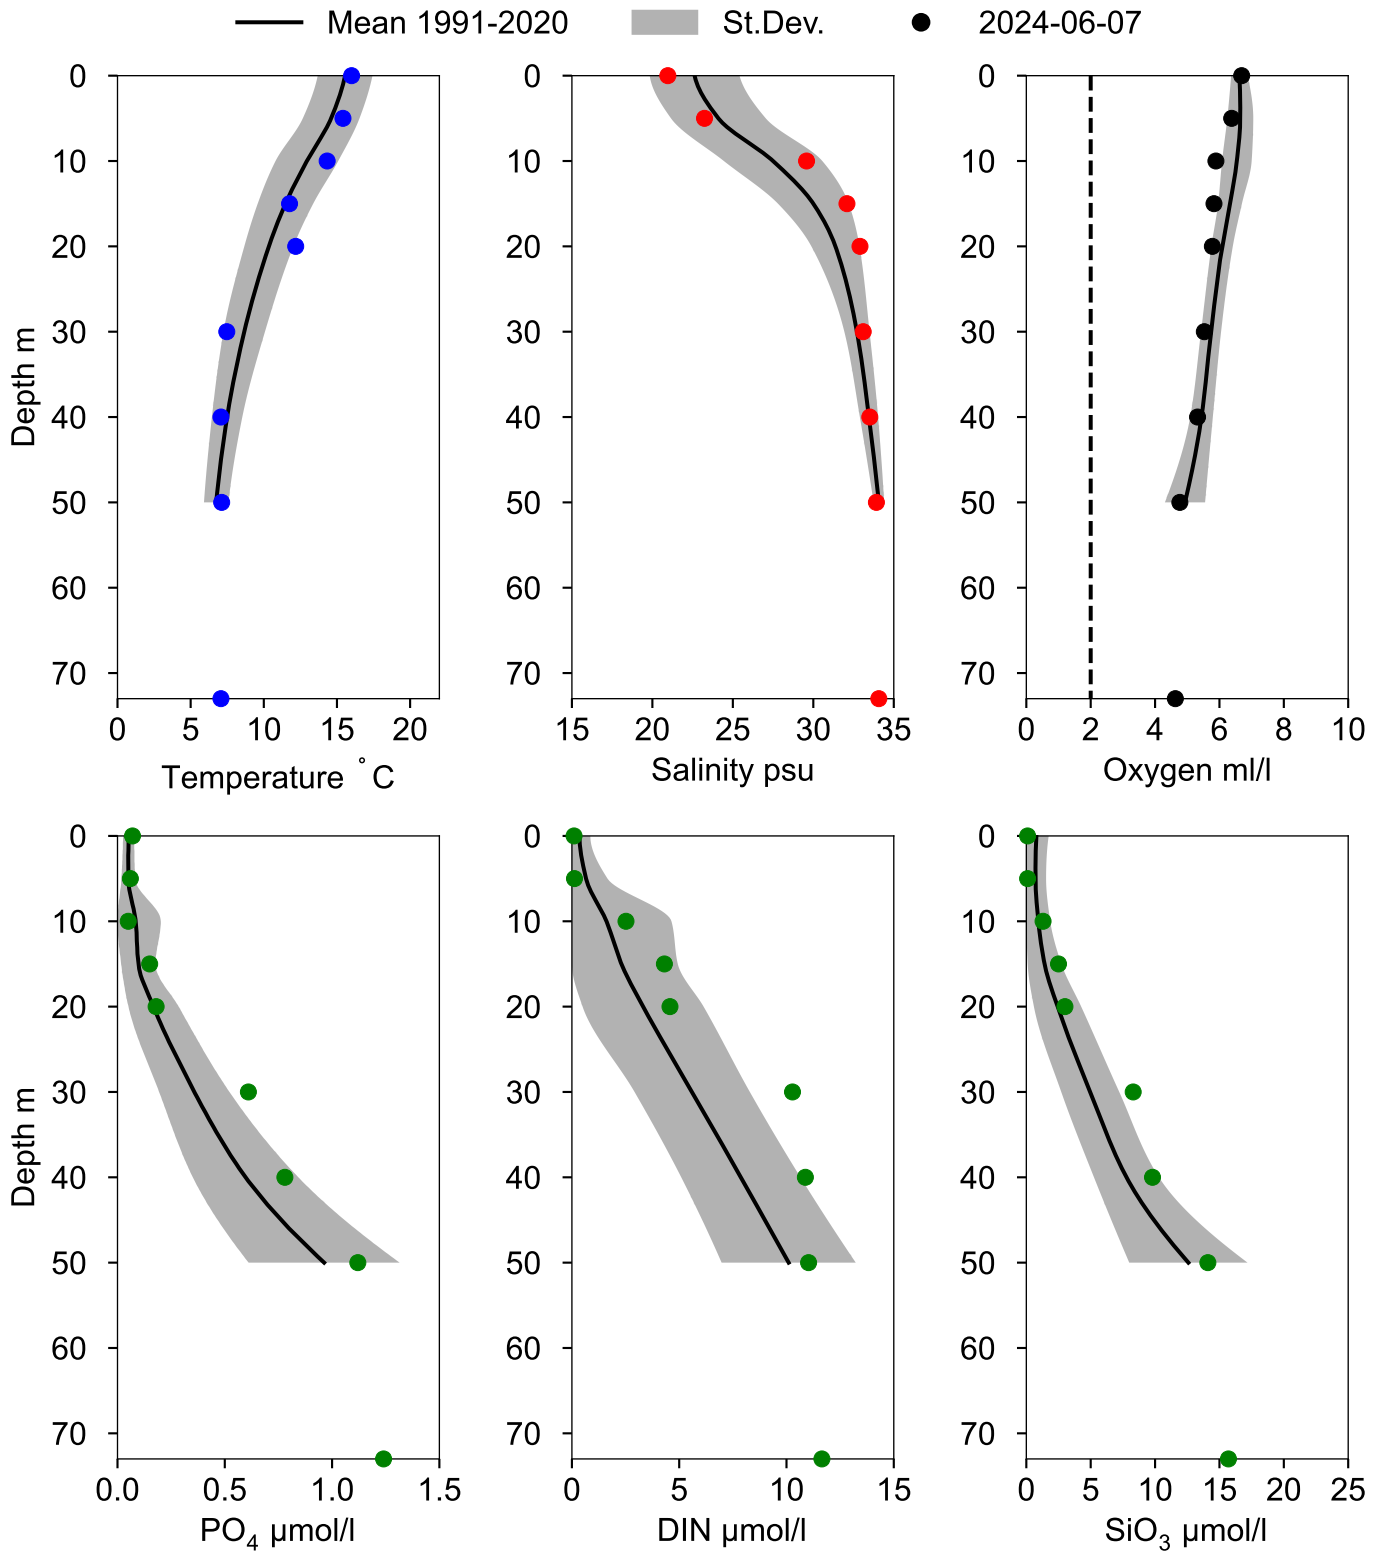 Mean 1991-2020 St.Dev. 2024-06-07
0 0 0
10 10 10
20 20 20
30 30 30
40 40 40
50 50 50
60 60 60
70 70 70
Depth m
0 5 10 15 20 15 20 25 30 35 0 2 4 6 8 10
Temperature °C Salinity psu Oxygen ml/l
0 0 0
10 10 10
20 20 20
30 30 30
40 40 40
50 50 50
60 60 60
70 70 70
Depth m
0.0 0.5 1.0 1.5 0 5 10 15 0 5 10 15 20 25
PO₄ µmol/l DIN µmol/l SiO₃ µmol/l